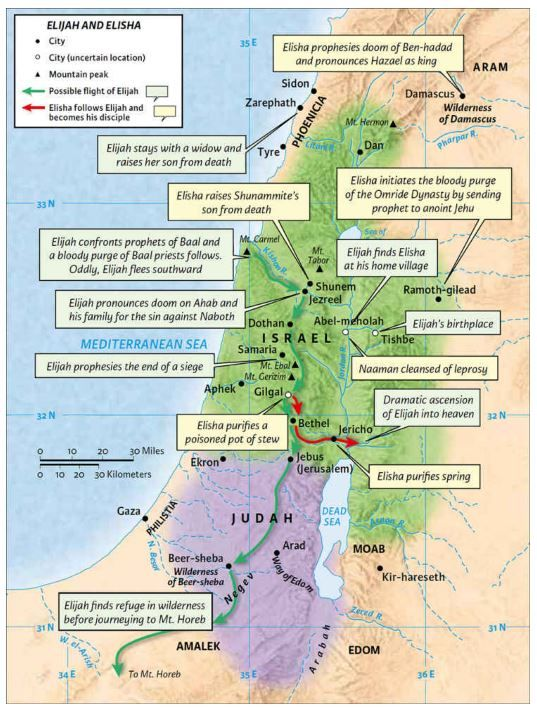 ELIJAH AND ELISHA
City
City (uncertain location)
Mountain peak
Possible flight of Elijah
Elisha follows Elijah and
becomes his disciple
35 E
36 E
Elisha prophesies doom of Ben-hadad
and pronounces Hazael as king
ARAM
Sidon
Damascus
Wilderness
of Damascus
Zarephath
PHOENICIA
Mt. Hermon
Pharpar R.
Elijah stays with a widow and
raises her son from death
Tyre
Litani R.
Dan
33 N
33 N
Elisha raises Shunammite's
son from death
Elisha initiates the bloody purge
of the Omride Dynasty by sending
prophet to anoint Jehu
Sea of
Elijah confronts prophets of Baal and
a bloody purge of Baal priests follows.
Oddly, Elijah flees southward
Mt. Carmel
Kishon R.
Mt.
Tabor
Elijah finds Elisha
at his home village
Shunem
Jezreel
Ramoth-gilead
Elijah pronounces doom on Ahab and
his family for the sin against Naboth
Dothan
Abel-meholah
Elijah's birthplace
Tishbe
ISRAEL
MEDITERRANEAN SEA
Samaria
Jordan R.
Elijah prophesies the end of a siege
Mt. Ebal
Mt. Gerizim
Naaman cleansed of leprosy
Aphek
Gilgal
Dramatic ascension
of Elijah into heaven
32 N
32 N
Elisha purifies a
poisoned pot of stew
Bethel
Jericho
0 10 20 30 Miles
0 10 20 30 Kilometers
Ekron
Jebus
(Jerusalem)
Elisha purifies spring
Gaza
PHILISTIA
JUDAH
DEAD
SEA
Arnon R.
N. Besor
Beer-sheba
Wilderness
of Beer-sheba
Arad
Way of Edom
MOAB
Kir-hareseth
Negev
Elijah finds refuge in wilderness
before journeying to Mt. Horeb
Zered R.
31 N
31 N
W. el-Arish
AMALEK
Arabah
EDOM
34 E
To Mt. Horeb
35 E
36 E